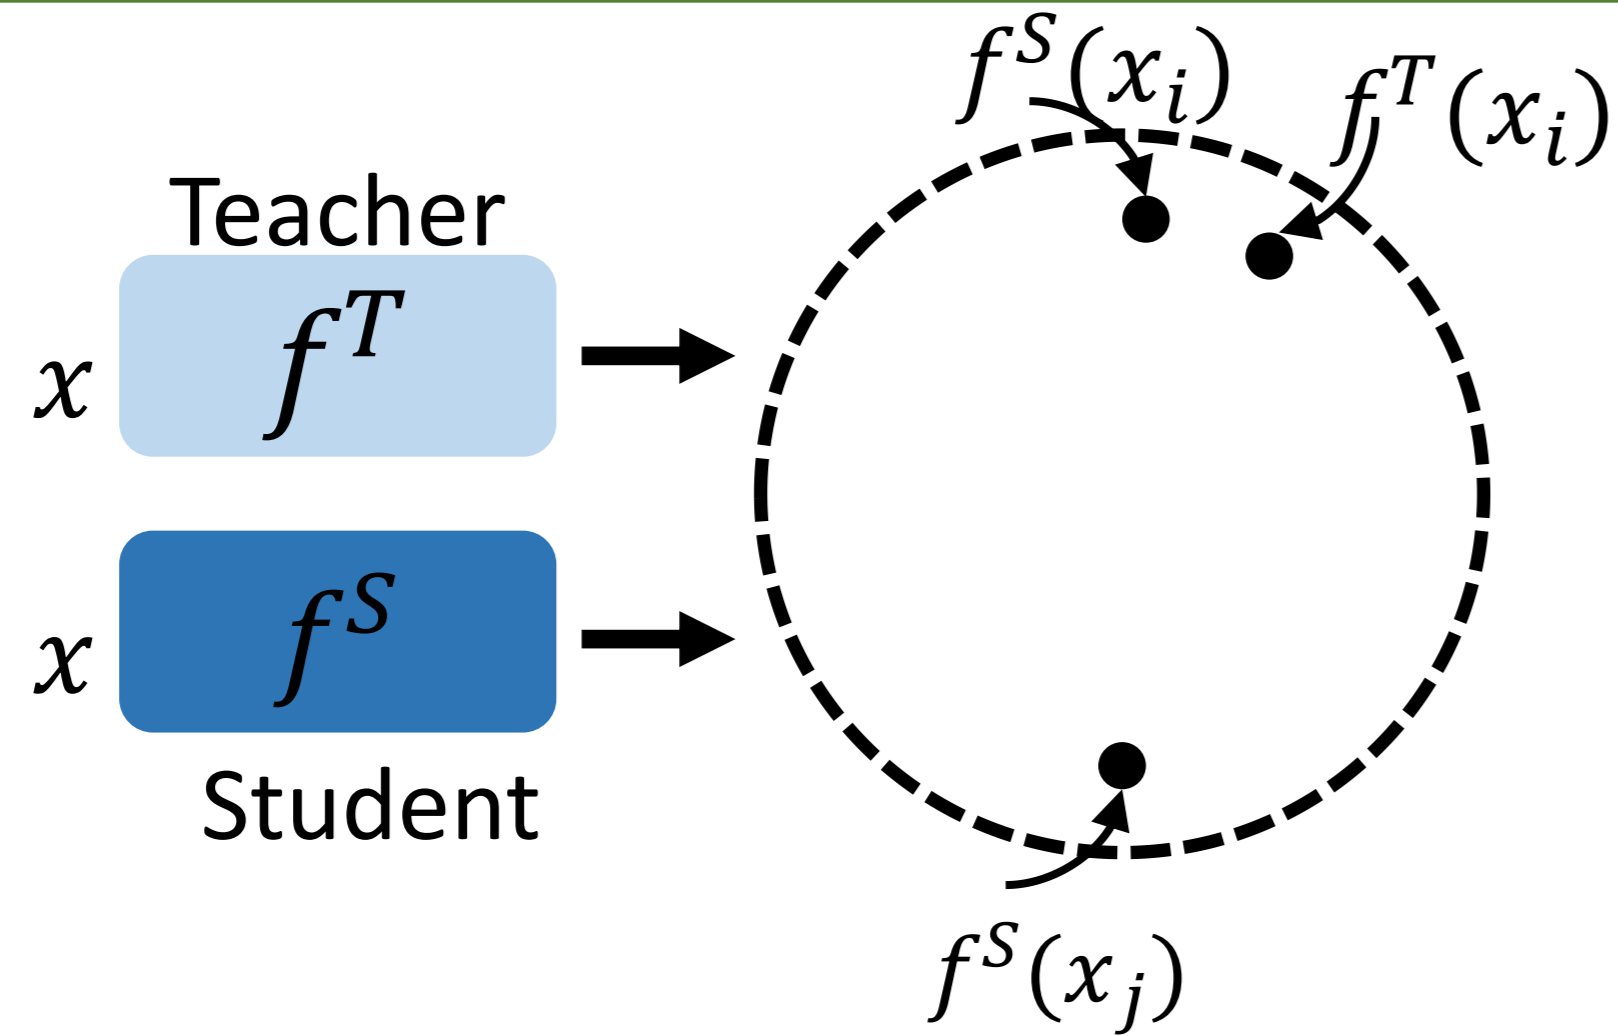 f^S(x_i)
f^T(x_i)
Teacher
x
f^T
x
f^S
Student
f^S(x_j)